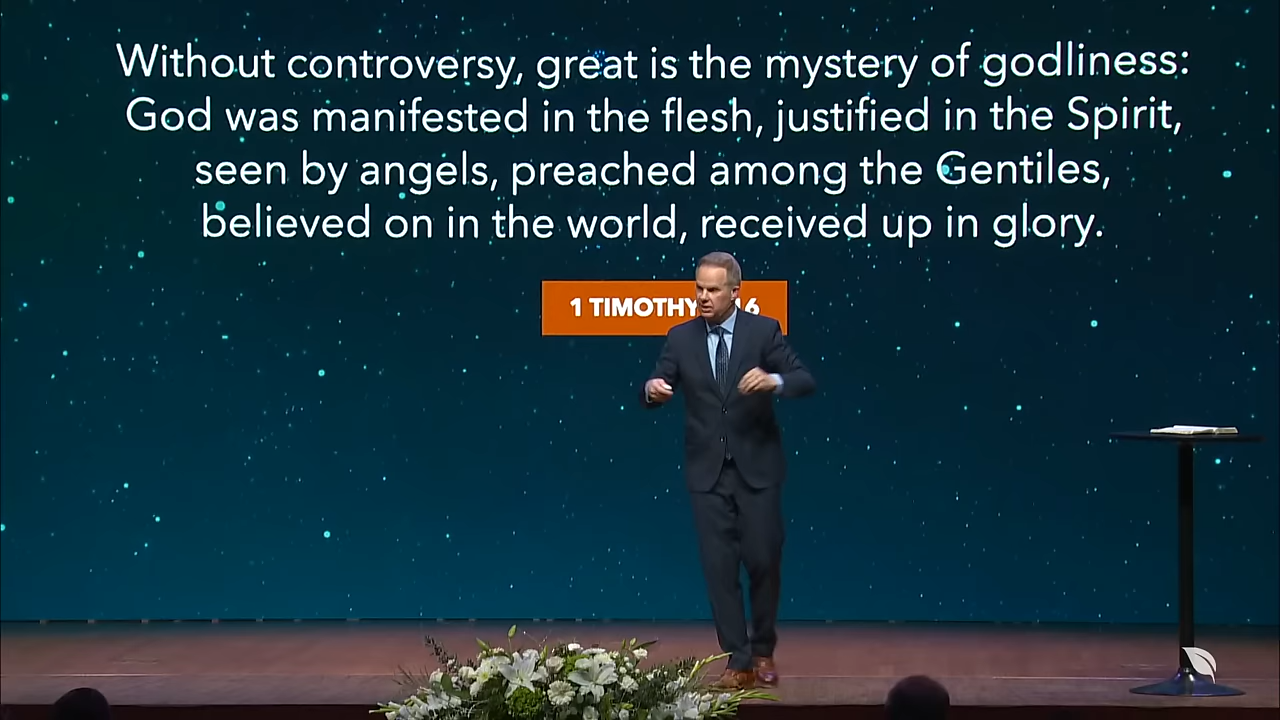 Without controversy, great is the mystery of godliness:
God was manifested in the flesh, justified in the Spirit,
seen by angels, preached among the Gentiles,
believed on in the world, received up in glory.
1 TIMOTHY